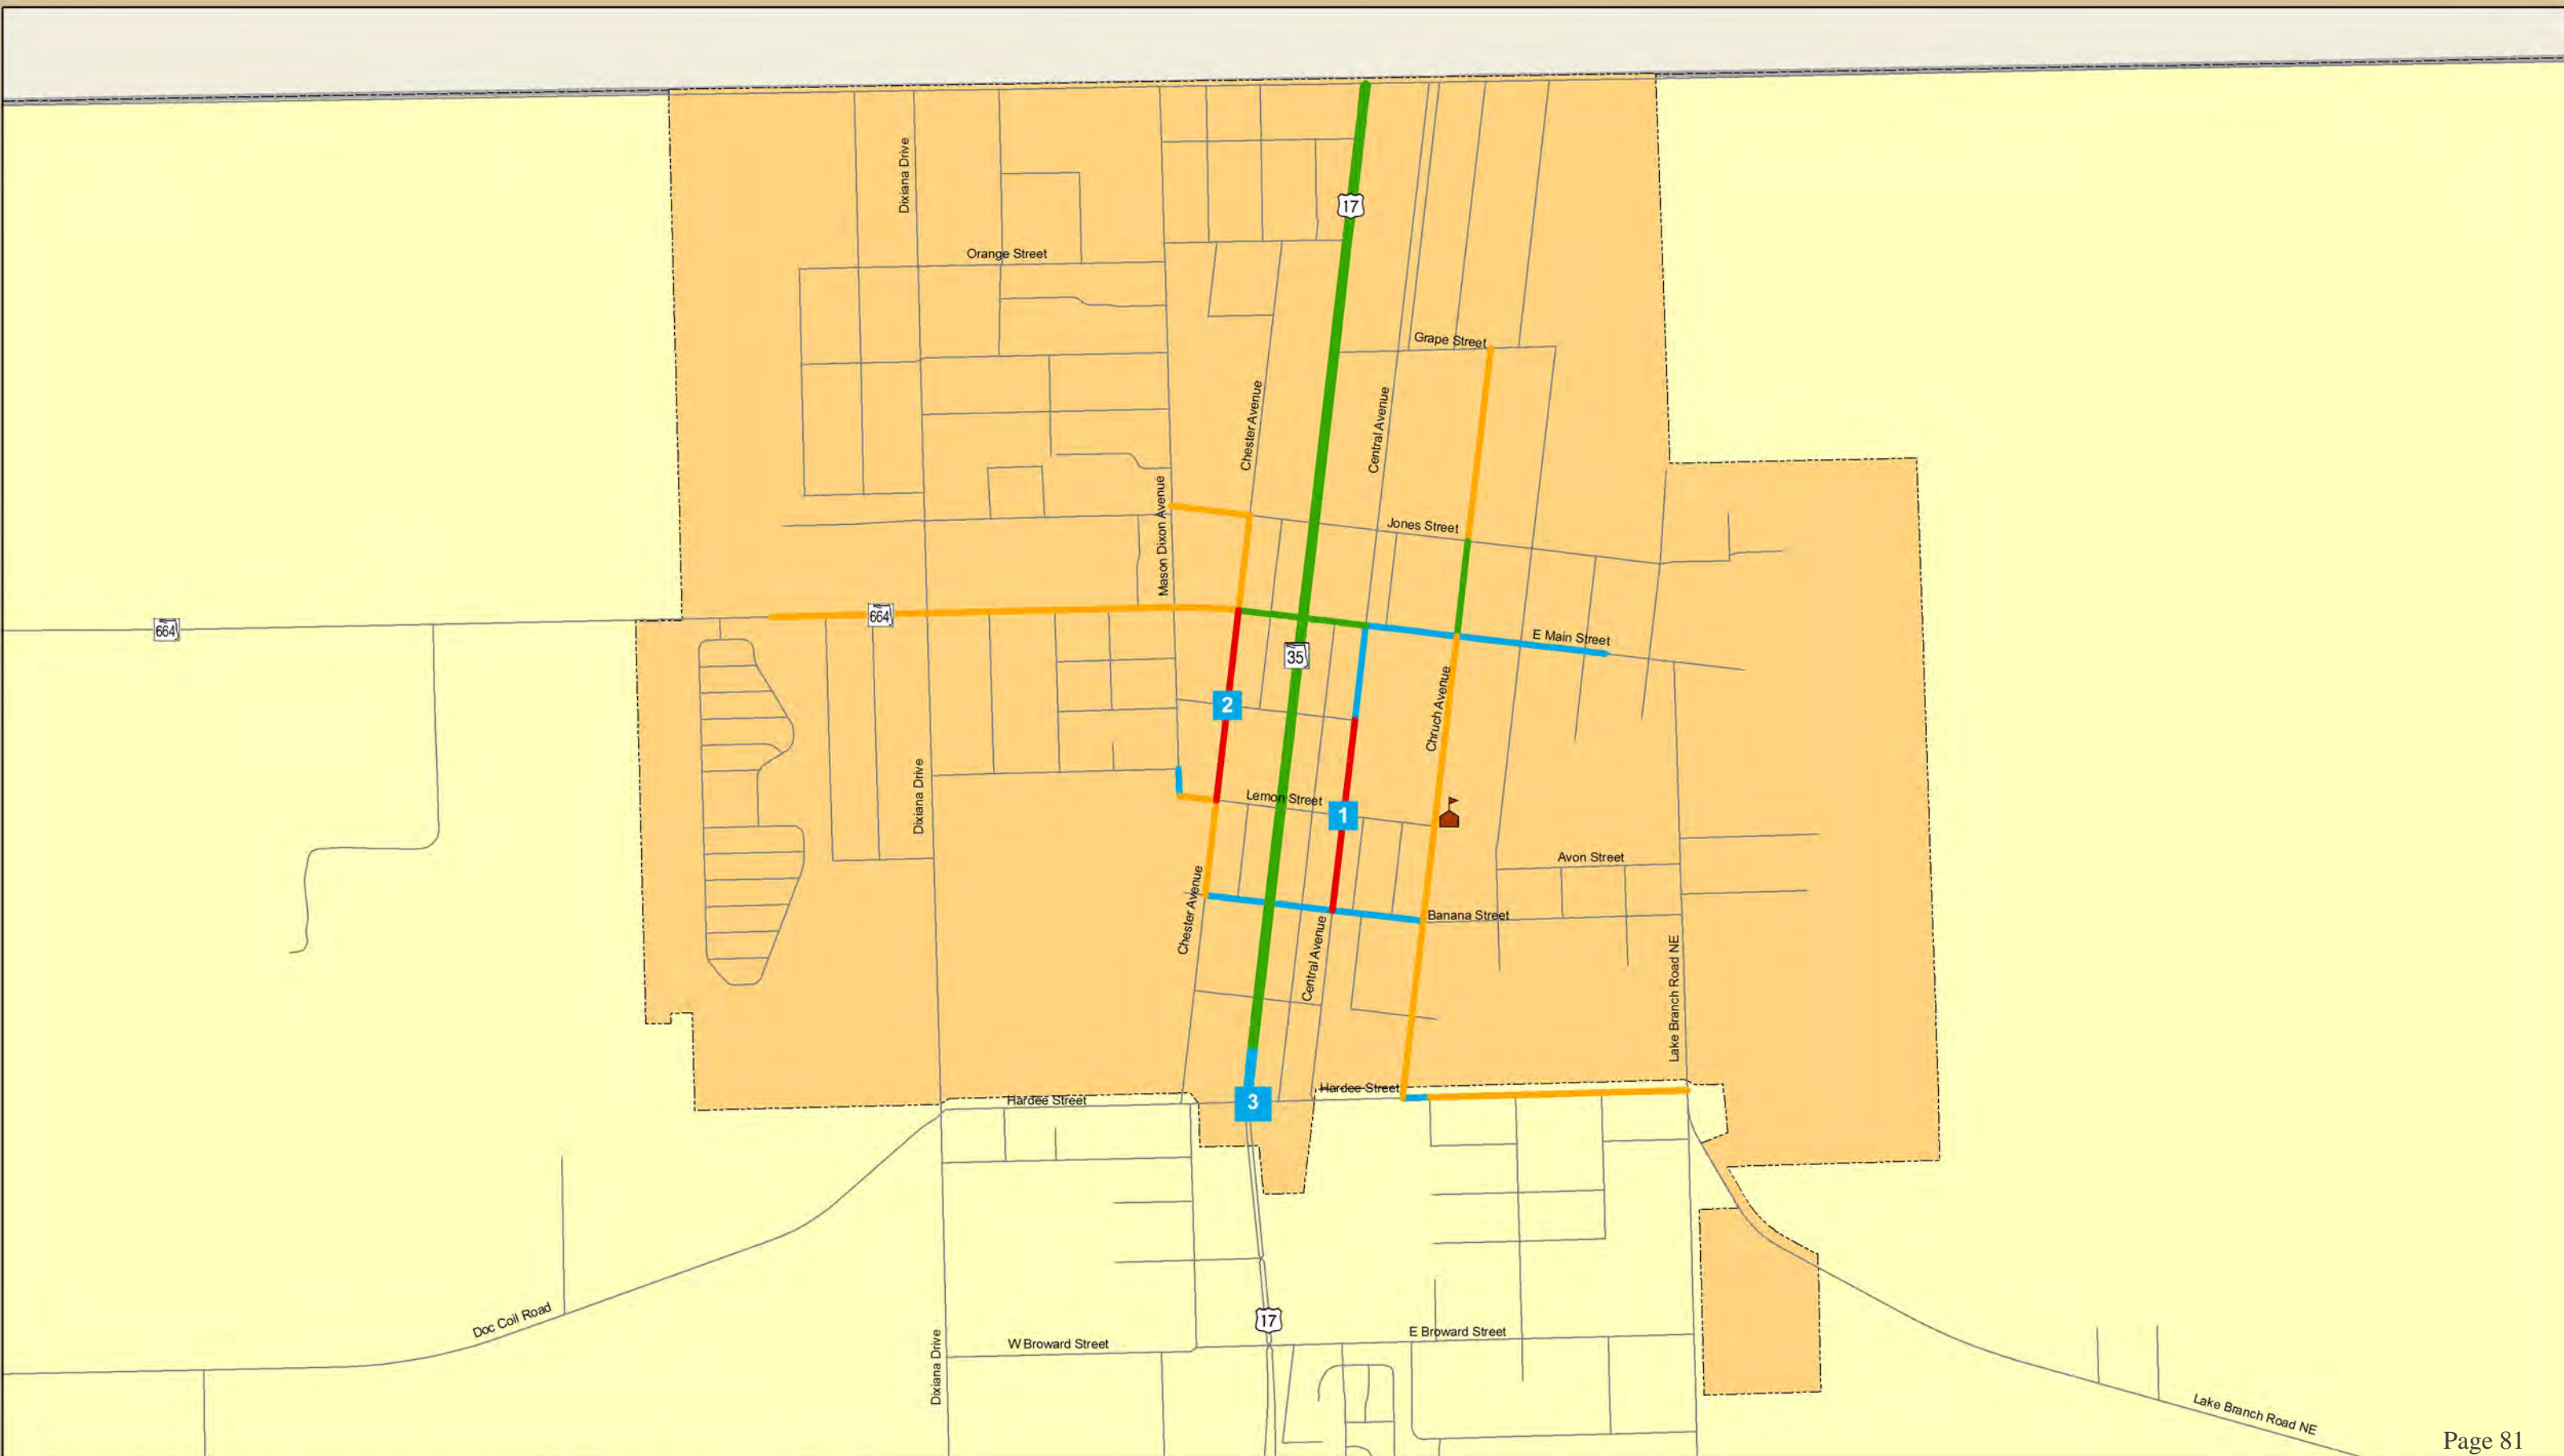 Dixiana Drive
17
Orange Street
Grape Street
Chester Avenue
Central Avenue
Mason Dixon Avenue
Jones Street
664
664
E Main Street
35
Chruch Avenue
2
Dixiana Drive
Lemon Street
1
Avon Street
Chester Avenue
Banana Street
Central Avenue
Lake Branch Road NE
Hardee Street
Hardee Street
3
Doc Coil Road
17
W Broward Street
E Broward Street
Dixiana Drive
Lake Branch Road NE
Page 81